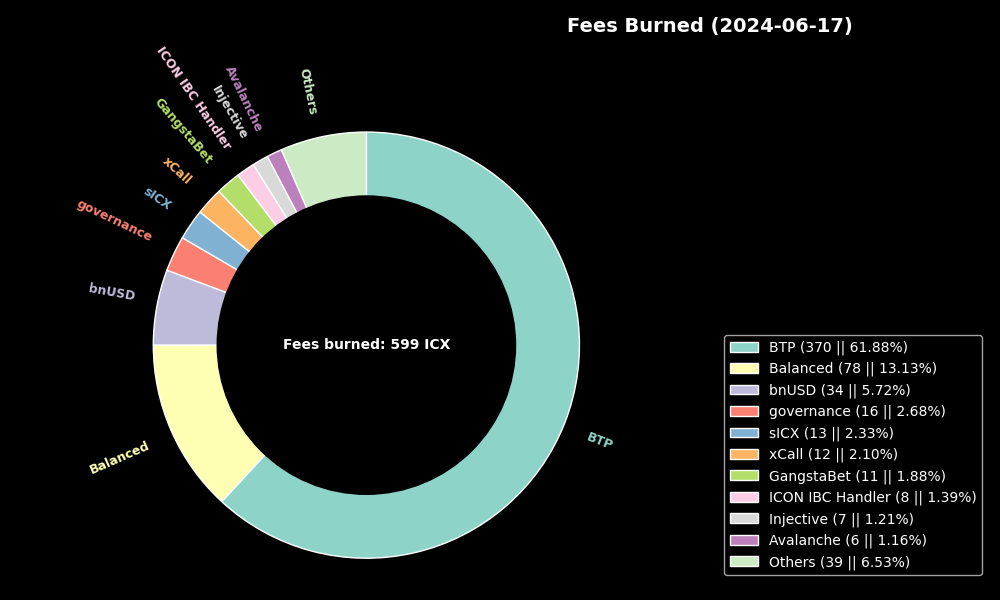 Fees Burned (2024-06-17)
Others
Avalanche
Injective
ICON IBC Handler
GangstaBet
xCall
sICX
governance
bnUSD
Balanced
BTP
Fees burned: 599 ICX
BTP (370 || 61.88%)
Balanced (78 || 13.13%)
bnUSD (34 || 5.72%)
governance (16 || 2.68%)
sICX (13 || 2.33%)
xCall (12 || 2.10%)
GangstaBet (11 || 1.88%)
ICON IBC Handler (8 || 1.39%)
Injective (7 || 1.21%)
Avalanche (6 || 1.16%)
Others (39 || 6.53%)